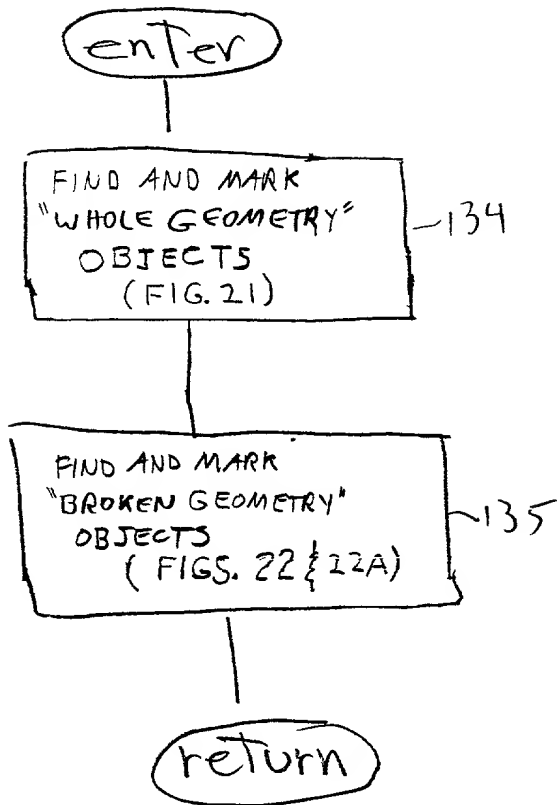 enter
FIND AND MARK
"WHOLE GEOMETRY"
OBJECTS
(FIG. 21)
134
FIND AND MARK
"BROKEN GEOMETRY"
OBJECTS
(FIGS. 22 & 22A)
135
return